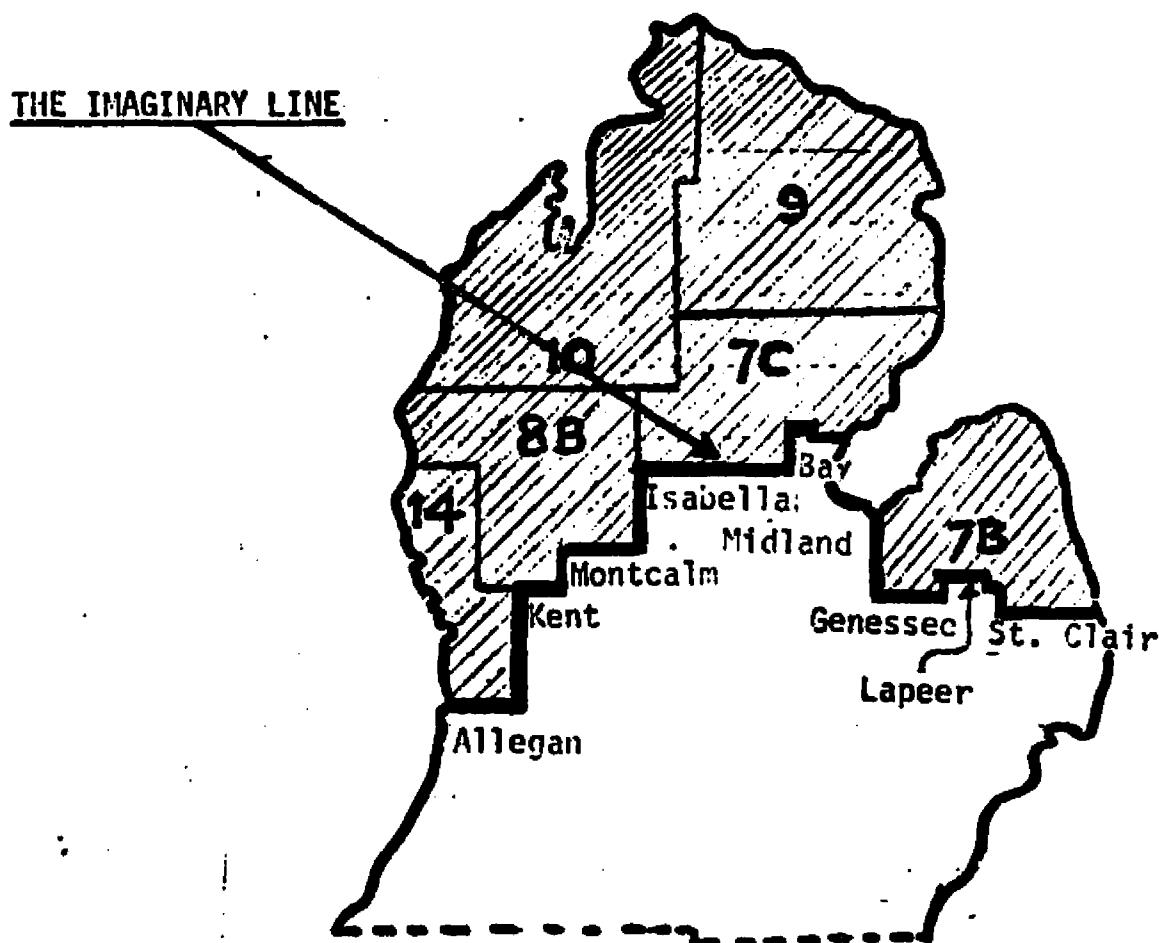 THE IMAGINARY LINE
9
10
7C
8B
Bay
14
Isabella
Midland
7B
Montcalm
Kent
Genessec
St. Clair
Lapeer
Allegan